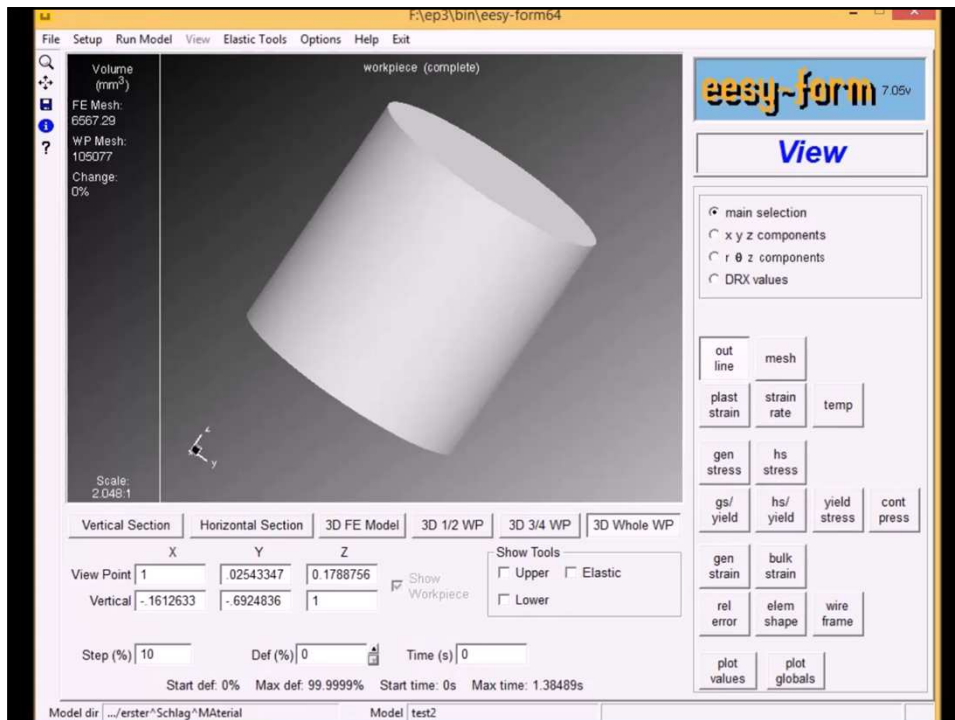 F:\ep3\bin\eesy-form64
File Setup Run Model View Elastic Tools Options Help Exit
workpiece (complete)
Volume
(mm³)
FE Mesh:
6567.29
WP Mesh:
105077
Change:
0%
z
y
Scale:
2.048:1
eesy-form 7.05v
View
main selection
x y z components
r θ z components
DRX values
out line
mesh
plast strain
strain rate
temp
gen stress
hs stress
gs/ yield
hs/ yield
yield stress
cont press
gen strain
bulk strain
rel error
elem shape
wire frame
plot values
plot globals
Vertical Section Horizontal Section 3D FE Model 3D 1/2 WP 3D 3/4 WP 3D Whole WP
X Y Z
View Point 1 .02543347 0.1788756
Vertical -.1612633 -.6924836 1
Show Workpiece
Show Tools
Upper Elastic
Lower
Step (%) 10 Def (%) 0 Time (s) 0
Start def: 0% Max def: 99.9999% Start time: 0s Max time: 1.38489s
Model dir .../erster^Schlag^MAterial Model test2